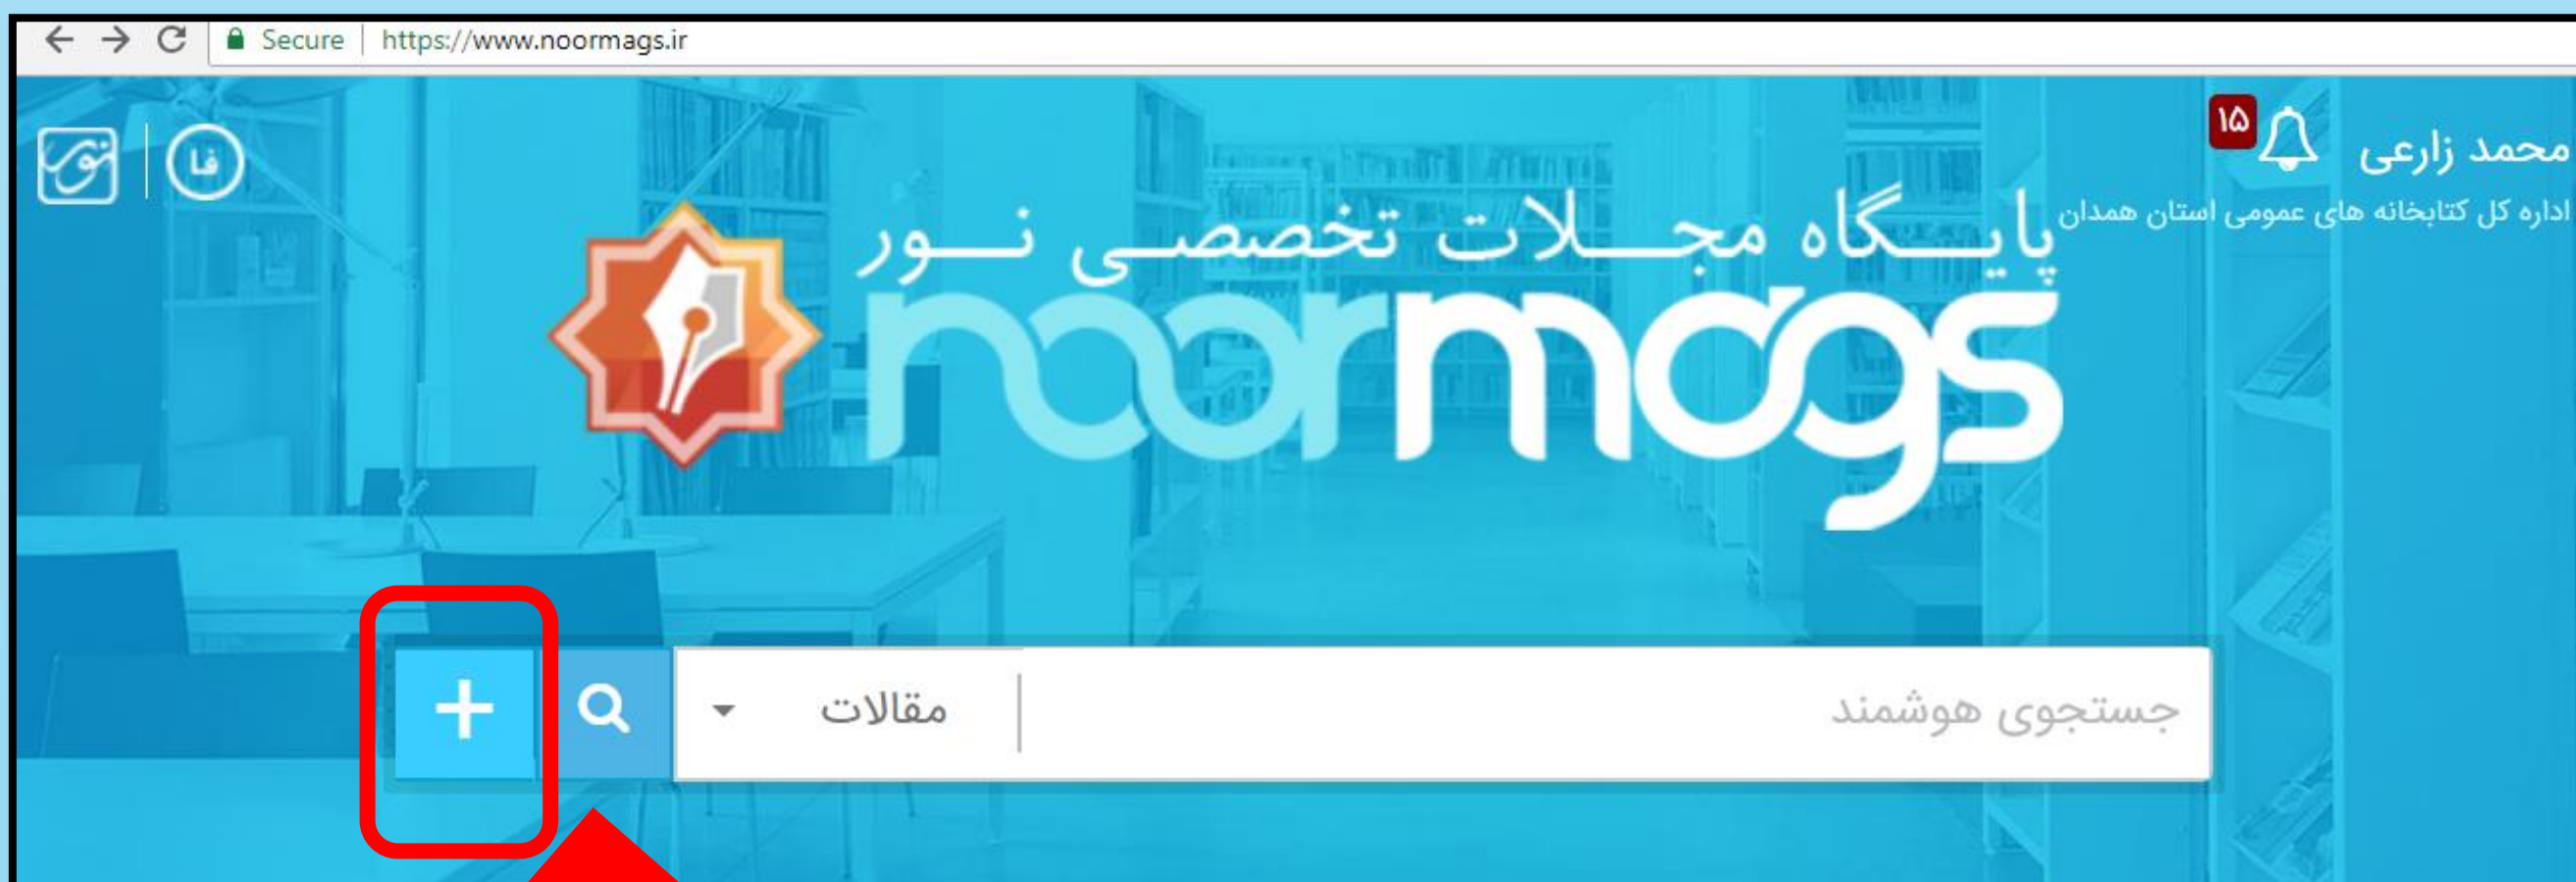 Secure | https://www.noormags.ir
محمد زارعی
۱۵
اداره کل کتابخانه های عمومی استان همدان
فا
نور
پایگاه مجلات تخصصی نور
noormags
جستجوی هوشمند
مقالات